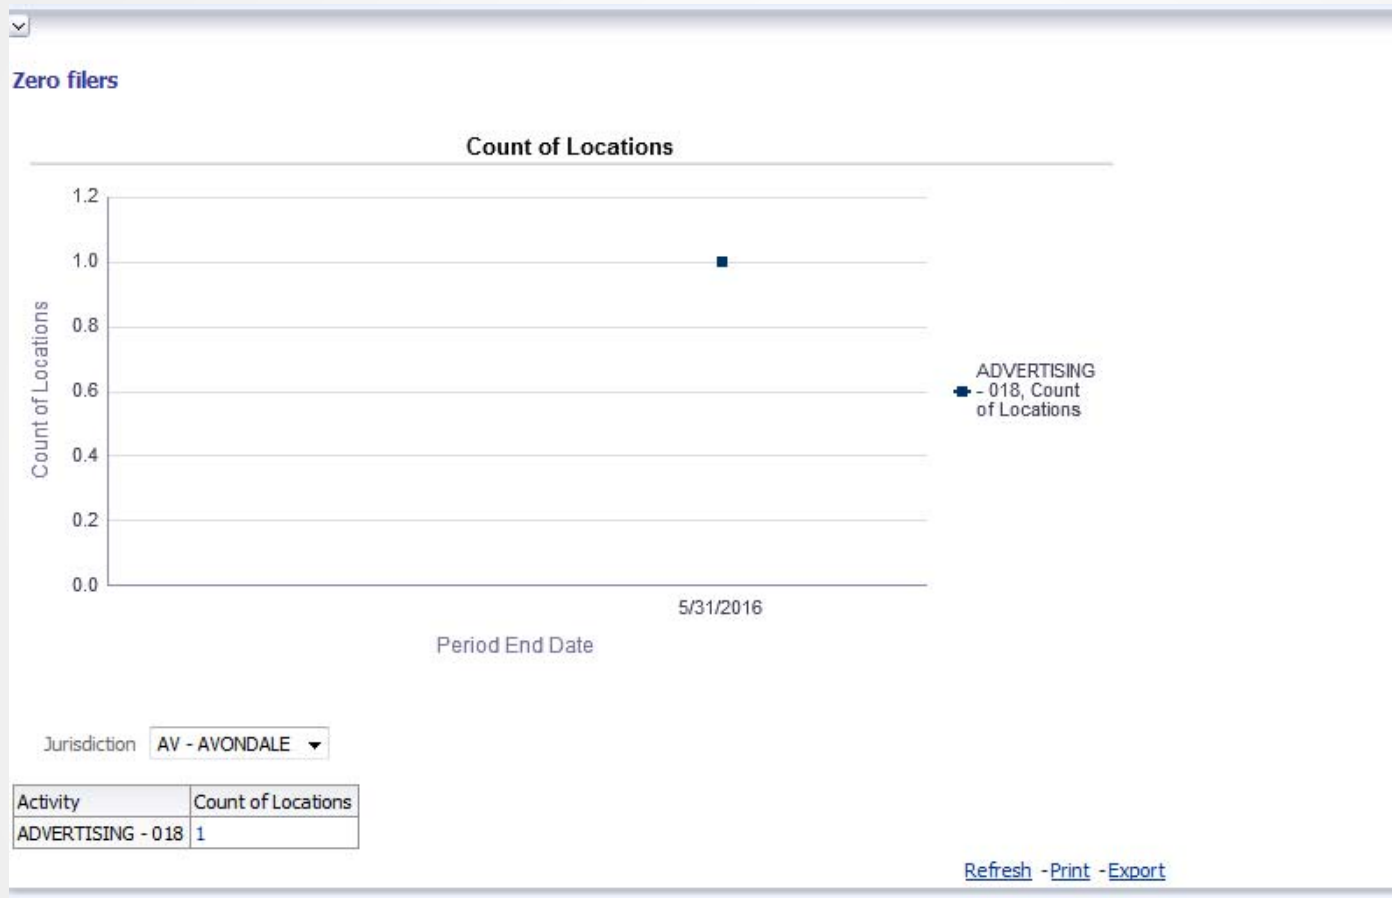 Zero filers
Count of Locations
1.2
1.0
0.8
0.6
0.4
0.2
0.0
Count of Locations
5/31/2016
Period End Date
ADVERTISING
- 018, Count
of Locations
Jurisdiction AV - AVONDALE
Activity Count of Locations
ADVERTISING - 018 1
Refresh - Print - Export